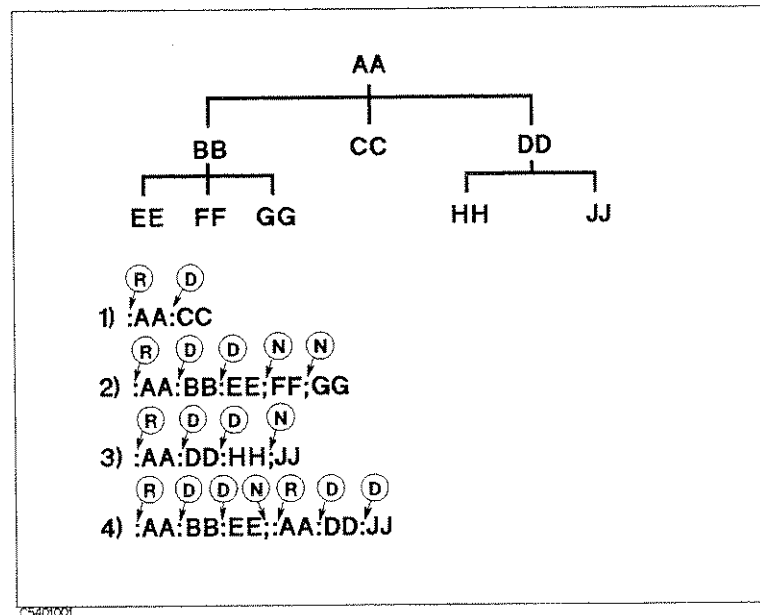 AA
BB CC DD
EE FF GG HH JJ
R D
1) :AA:CC
R D D N N
2) :AA:BB:EE;FF;GG
R D D N
3) :AA:DD:HH;JJ
R D D N R D D
4) :AA:BB:EE;:AA:DD:JJ
C5401001